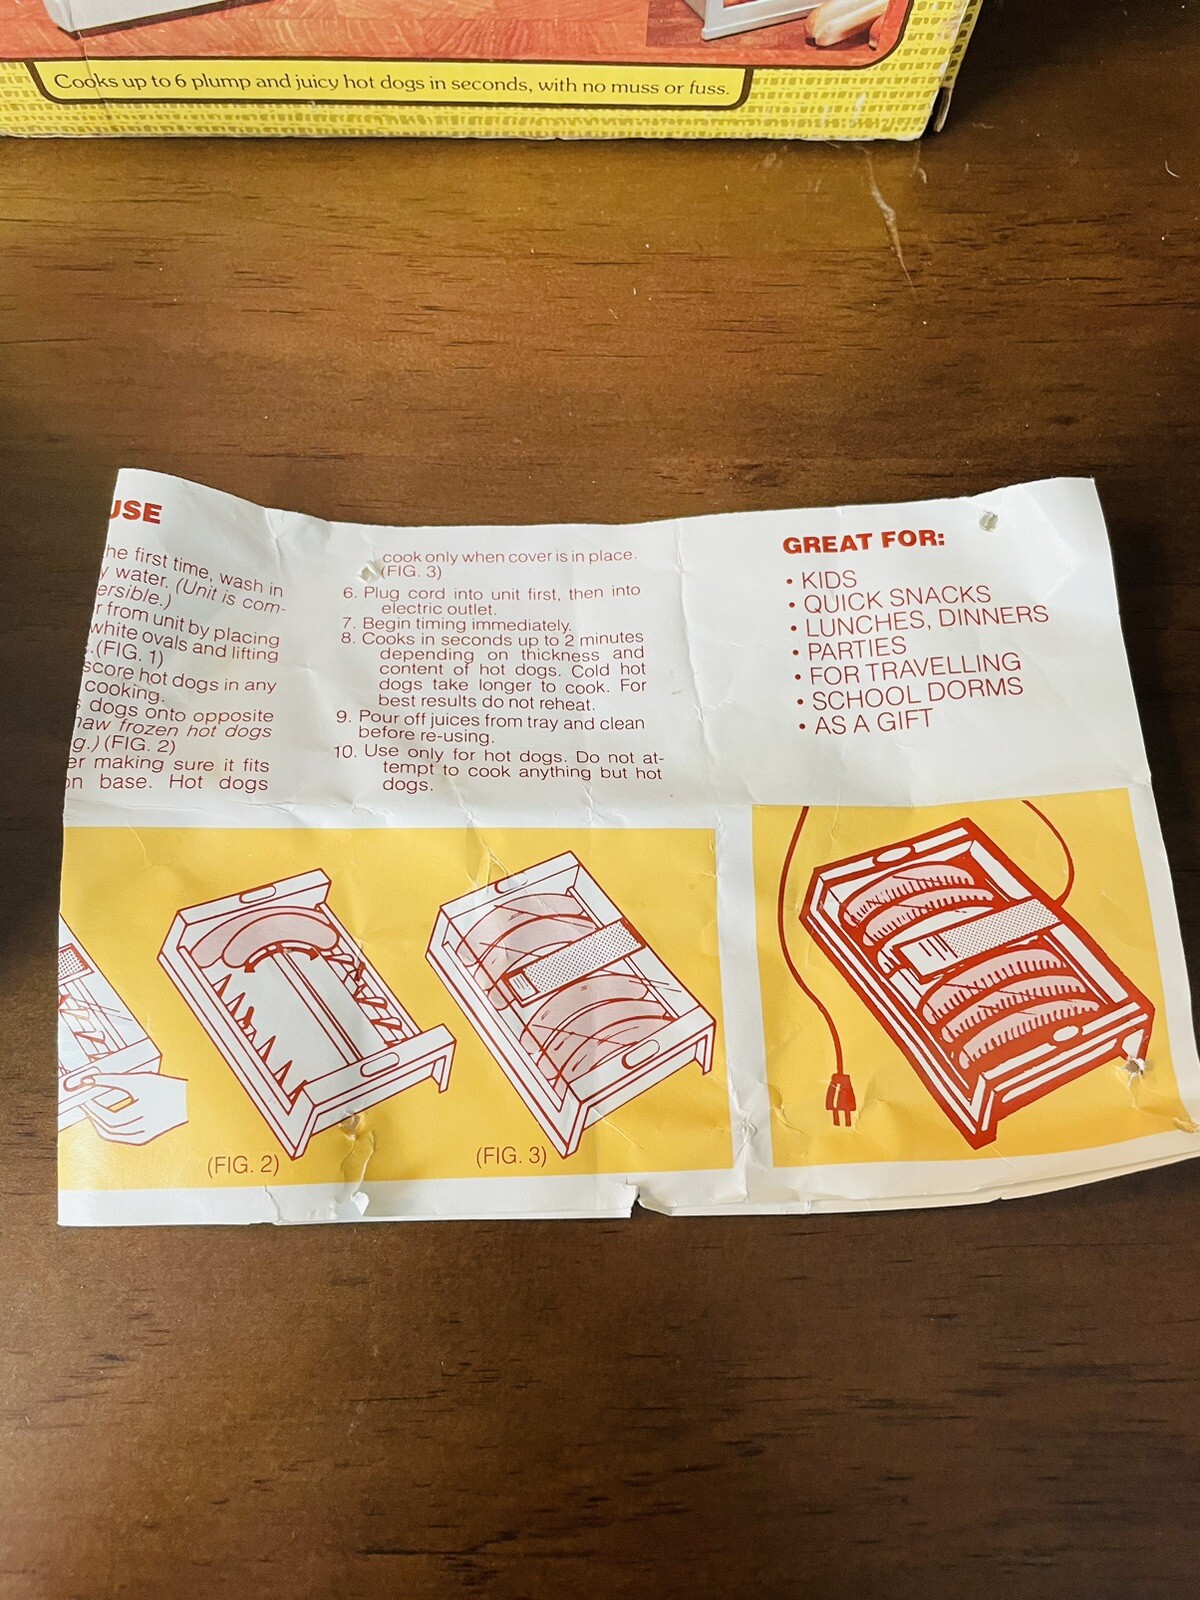 Cooks up to 6 plump and juicy hot dogs in seconds, with no muss or fuss.
USE
he first time, wash in
y water. (Unit is com-
ersible.)
r from unit by placing
white ovals and lifting
. (FIG. 1)
score hot dogs in any
cooking.
s dogs onto opposite
haw frozen hot dogs
g.) (FIG. 2)
er making sure it fits
on base. Hot dogs
cook only when cover is in place.
(FIG. 3)
6. Plug cord into unit first, then into
electric outlet.
7. Begin timing immediately.
8. Cooks in seconds up to 2 minutes
depending on thickness and
content of hot dogs. Cold hot
dogs take longer to cook. For
best results do not reheat.
9. Pour off juices from tray and clean
before re-using.
10. Use only for hot dogs. Do not at-
tempt to cook anything but hot
dogs.
GREAT FOR:
• KIDS
• QUICK SNACKS
• LUNCHES, DINNERS
• PARTIES
• FOR TRAVELLING
• SCHOOL DORMS
• AS A GIFT
(FIG. 2)
(FIG. 3)